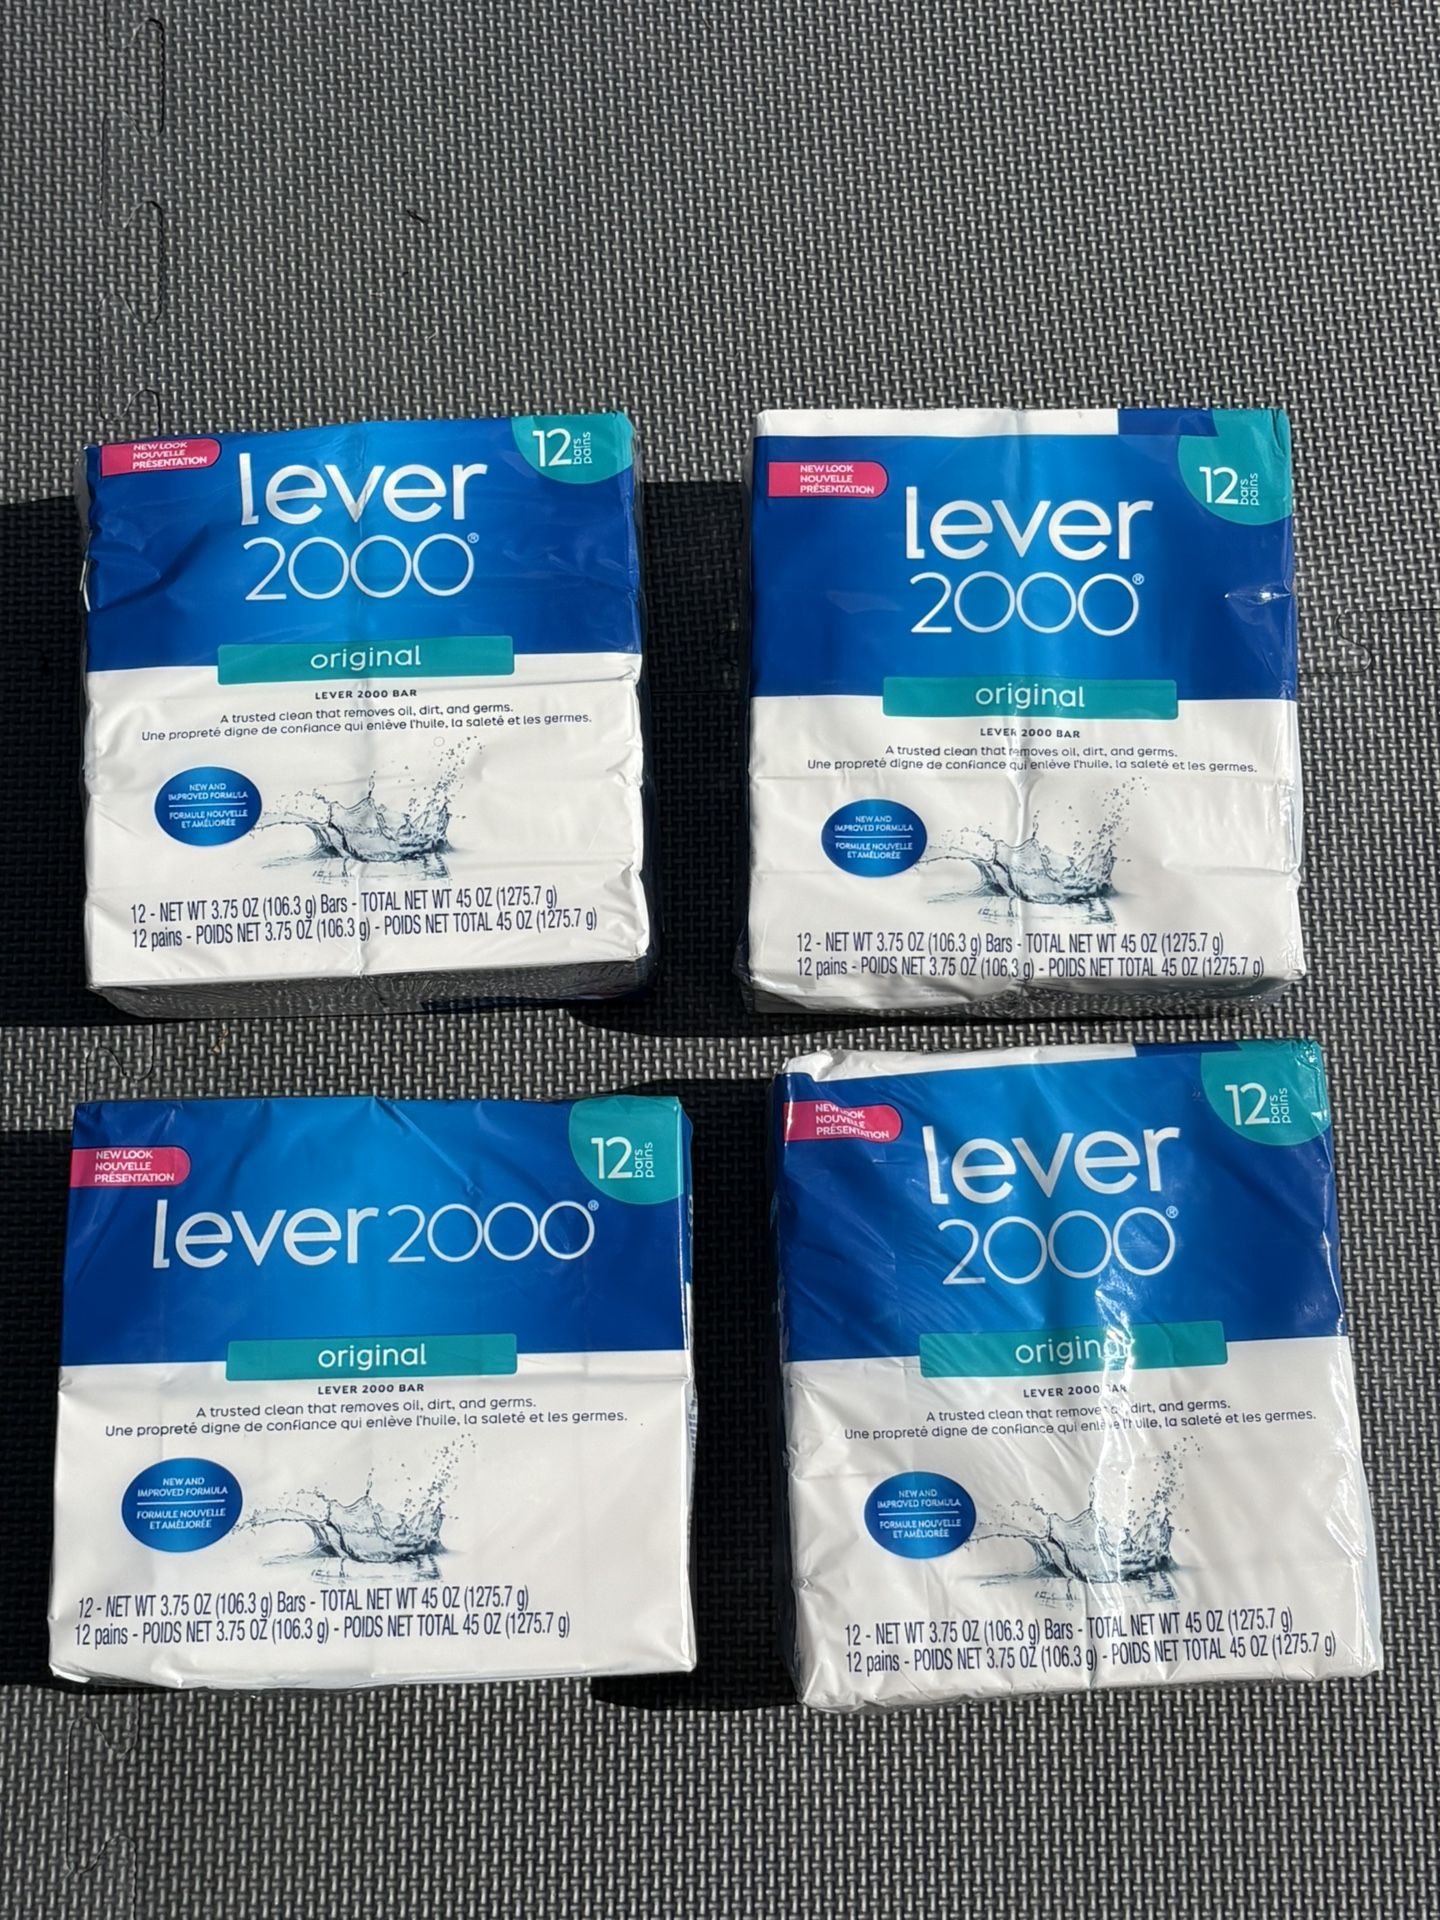 NEW LOOK
NOUVELLE
PRÉSENTATION
12 bars
pains
lever
2000®
original
LEVER 2000 BAR
A trusted clean that removes oil, dirt, and germs.
Une propreté digne de confiance qui enlève l'huile, la saleté et les germes.
NEW AND
IMPROVED FORMULA
FORMULE NOUVELLE
ET AMÉLIORÉE
12 - NET WT 3.75 OZ (106.3 g) Bars - TOTAL NET WT 45 OZ (1275.7 g)
12 pains - POIDS NET 3.75 OZ (106.3 g) - POIDS NET TOTAL 45 OZ (1275.7 g)
NEW LOOK
NOUVELLE
PRÉSENTATION
12 bars
pains
lever
2000®
original
LEVER 2000 BAR
A trusted clean that removes oil, dirt, and germs.
Une propreté digne de confiance qui enlève l'huile, la saleté et les germes.
NEW AND
IMPROVED FORMULA
FORMULE NOUVELLE
ET AMÉLIORÉE
12 - NET WT 3.75 OZ (106.3 g) Bars - TOTAL NET WT 45 OZ (1275.7 g)
12 pains - POIDS NET 3.75 OZ (106.3 g) - POIDS NET TOTAL 45 OZ (1275.7 g)
NEW LOOK
NOUVELLE
PRÉSENTATION
12 bars
pains
lever 2000®
original
LEVER 2000 BAR
A trusted clean that removes oil, dirt, and germs.
Une propreté digne de confiance qui enlève l'huile, la saleté et les germes.
NEW AND
IMPROVED FORMULA
FORMULE NOUVELLE
ET AMÉLIORÉE
12 - NET WT 3.75 OZ (106.3 g) Bars - TOTAL NET WT 45 OZ (1275.7 g)
12 pains - POIDS NET 3.75 OZ (106.3 g) - POIDS NET TOTAL 45 OZ (1275.7 g)
NEW LOOK
NOUVELLE
PRÉSENTATION
12 bars
pains
lever
2000®
original
LEVER 2000 BAR
A trusted clean that removes oil, dirt, and germs.
Une propreté digne de confiance qui enlève l'huile, la saleté et les germes.
NEW AND
IMPROVED FORMULA
FORMULE NOUVELLE
ET AMÉLIORÉE
12 - NET WT 3.75 OZ (106.3 g) Bars - TOTAL NET WT 45 OZ (1275.7 g)
12 pains - POIDS NET 3.75 OZ (106.3 g) - POIDS NET TOTAL 45 OZ (1275.7 g)